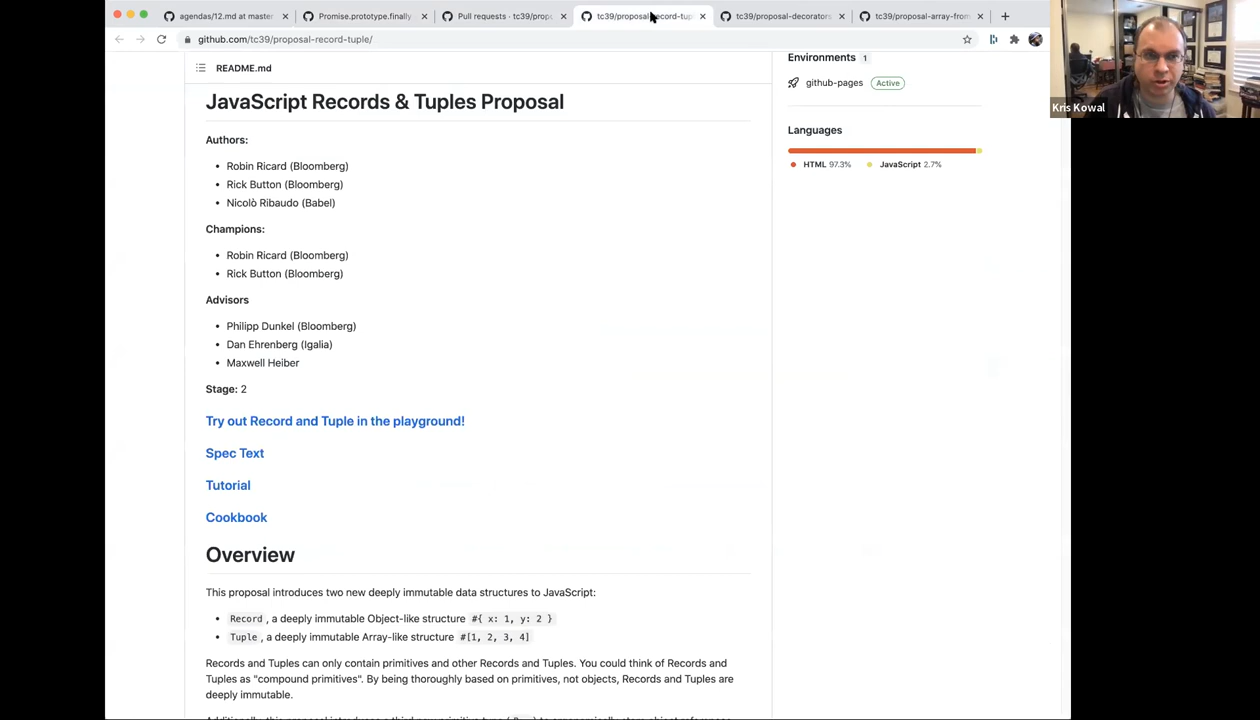 agendas/12.md at master
Promise.prototype.finally
Pull requests · tc39/propo
tc39/proposal-record-tup
tc39/proposal-decorators
tc39/proposal-array-from
github.com/tc39/proposal-record-tuple/
README.md
JavaScript Records & Tuples Proposal
Authors:
Robin Ricard (Bloomberg)
Rick Button (Bloomberg)
Nicolò Ribaudo (Babel)
Champions:
Robin Ricard (Bloomberg)
Rick Button (Bloomberg)
Advisors
Philipp Dunkel (Bloomberg)
Dan Ehrenberg (Igalia)
Maxwell Heiber
Stage: 2
Try out Record and Tuple in the playground!
Spec Text
Tutorial
Cookbook
Overview
This proposal introduces two new deeply immutable data structures to JavaScript:
Record , a deeply immutable Object-like structure #{ x: 1, y: 2 }
Tuple , a deeply immutable Array-like structure #[1, 2, 3, 4]
Records and Tuples can only contain primitives and other Records and Tuples. You could think of Records and
Tuples as "compound primitives". By being thoroughly based on primitives, not objects, Records and Tuples are
deeply immutable.
Environments 1
github-pages Active
Languages
HTML 97.3% JavaScript 2.7%
Kris Kowal